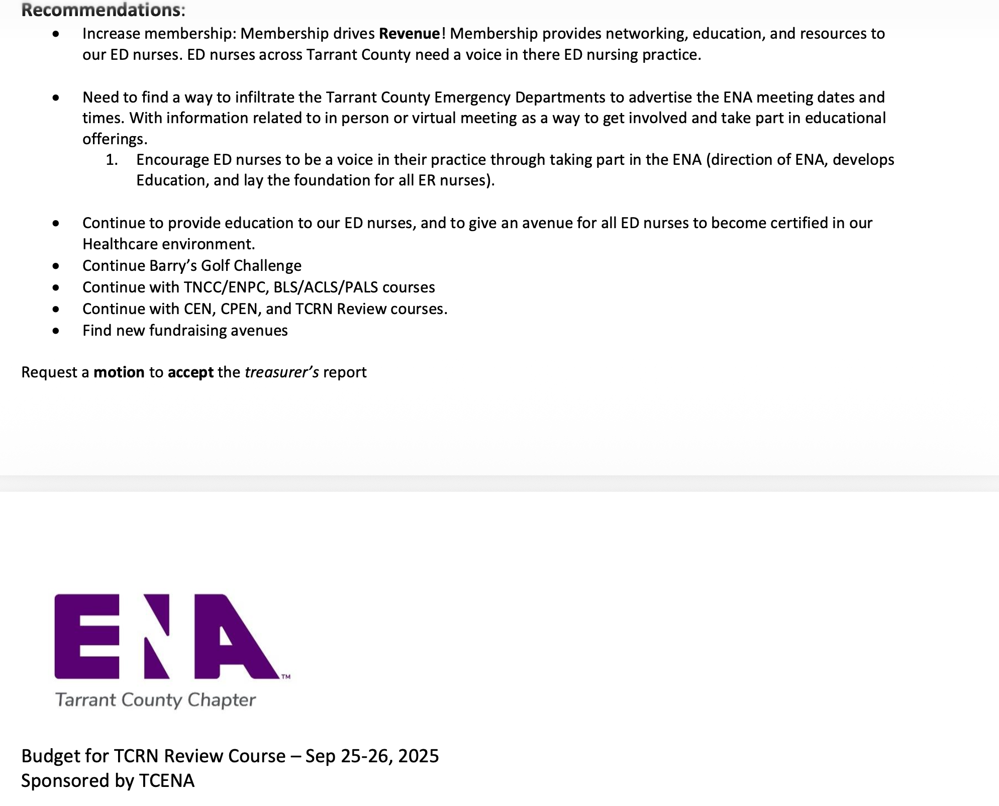 Recommendations:
• Increase membership: Membership drives Revenue! Membership provides networking, education, and resources to
our ED nurses. ED nurses across Tarrant County need a voice in there ED nursing practice.
• Need to find a way to infiltrate the Tarrant County Emergency Departments to advertise the ENA meeting dates and
times. With information related to in person or virtual meeting as a way to get involved and take part in educational
offerings.
1. Encourage ED nurses to be a voice in their practice through taking part in the ENA (direction of ENA, develops
Education, and lay the foundation for all ER nurses).
• Continue to provide education to our ED nurses, and to give an avenue for all ED nurses to become certified in our
Healthcare environment.
• Continue Barry’s Golf Challenge
• Continue with TNCC/ENPC, BLS/ACLS/PALS courses
• Continue with CEN, CPEN, and TCRN Review courses.
• Find new fundraising avenues
Request a motion to accept the treasurer’s report
ENA™
Tarrant County Chapter
Budget for TCRN Review Course – Sep 25-26, 2025
Sponsored by TCENA